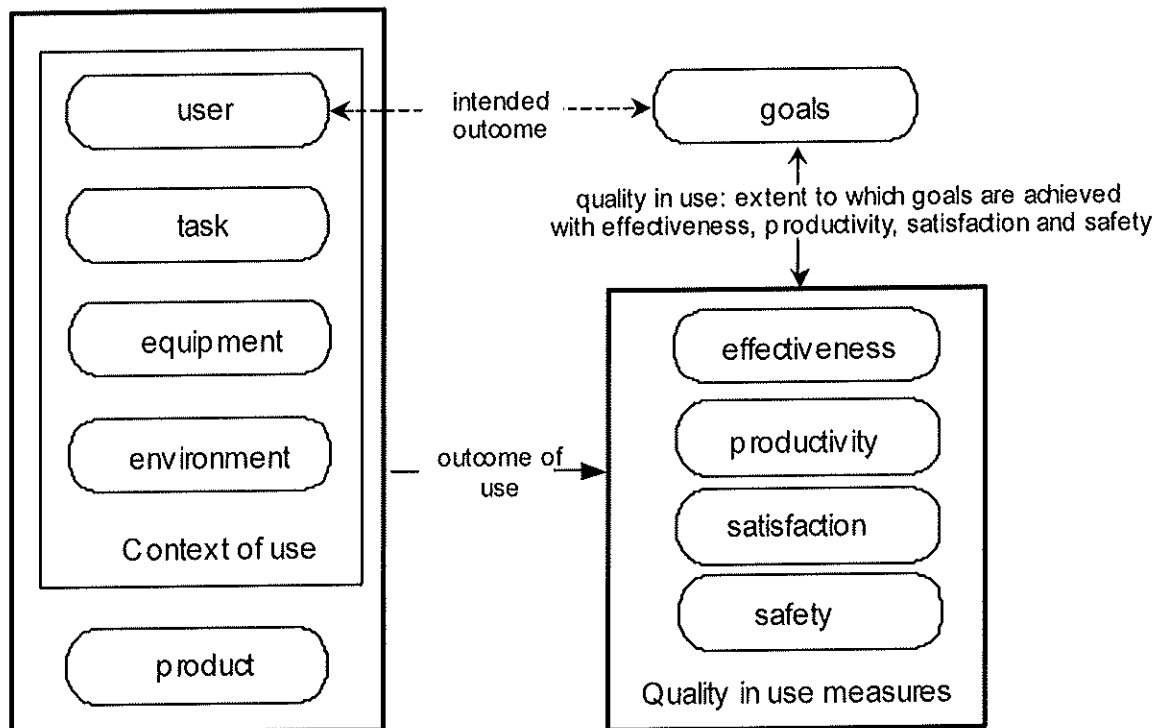 user
intended
outcome
goals
task
quality in use: extent to which goals are achieved
with effectiveness, productivity, satisfaction and safety
equipment
effectiveness
environment
outcome of
use
productivity
Context of use
satisfaction
product
safety
Quality in use measures